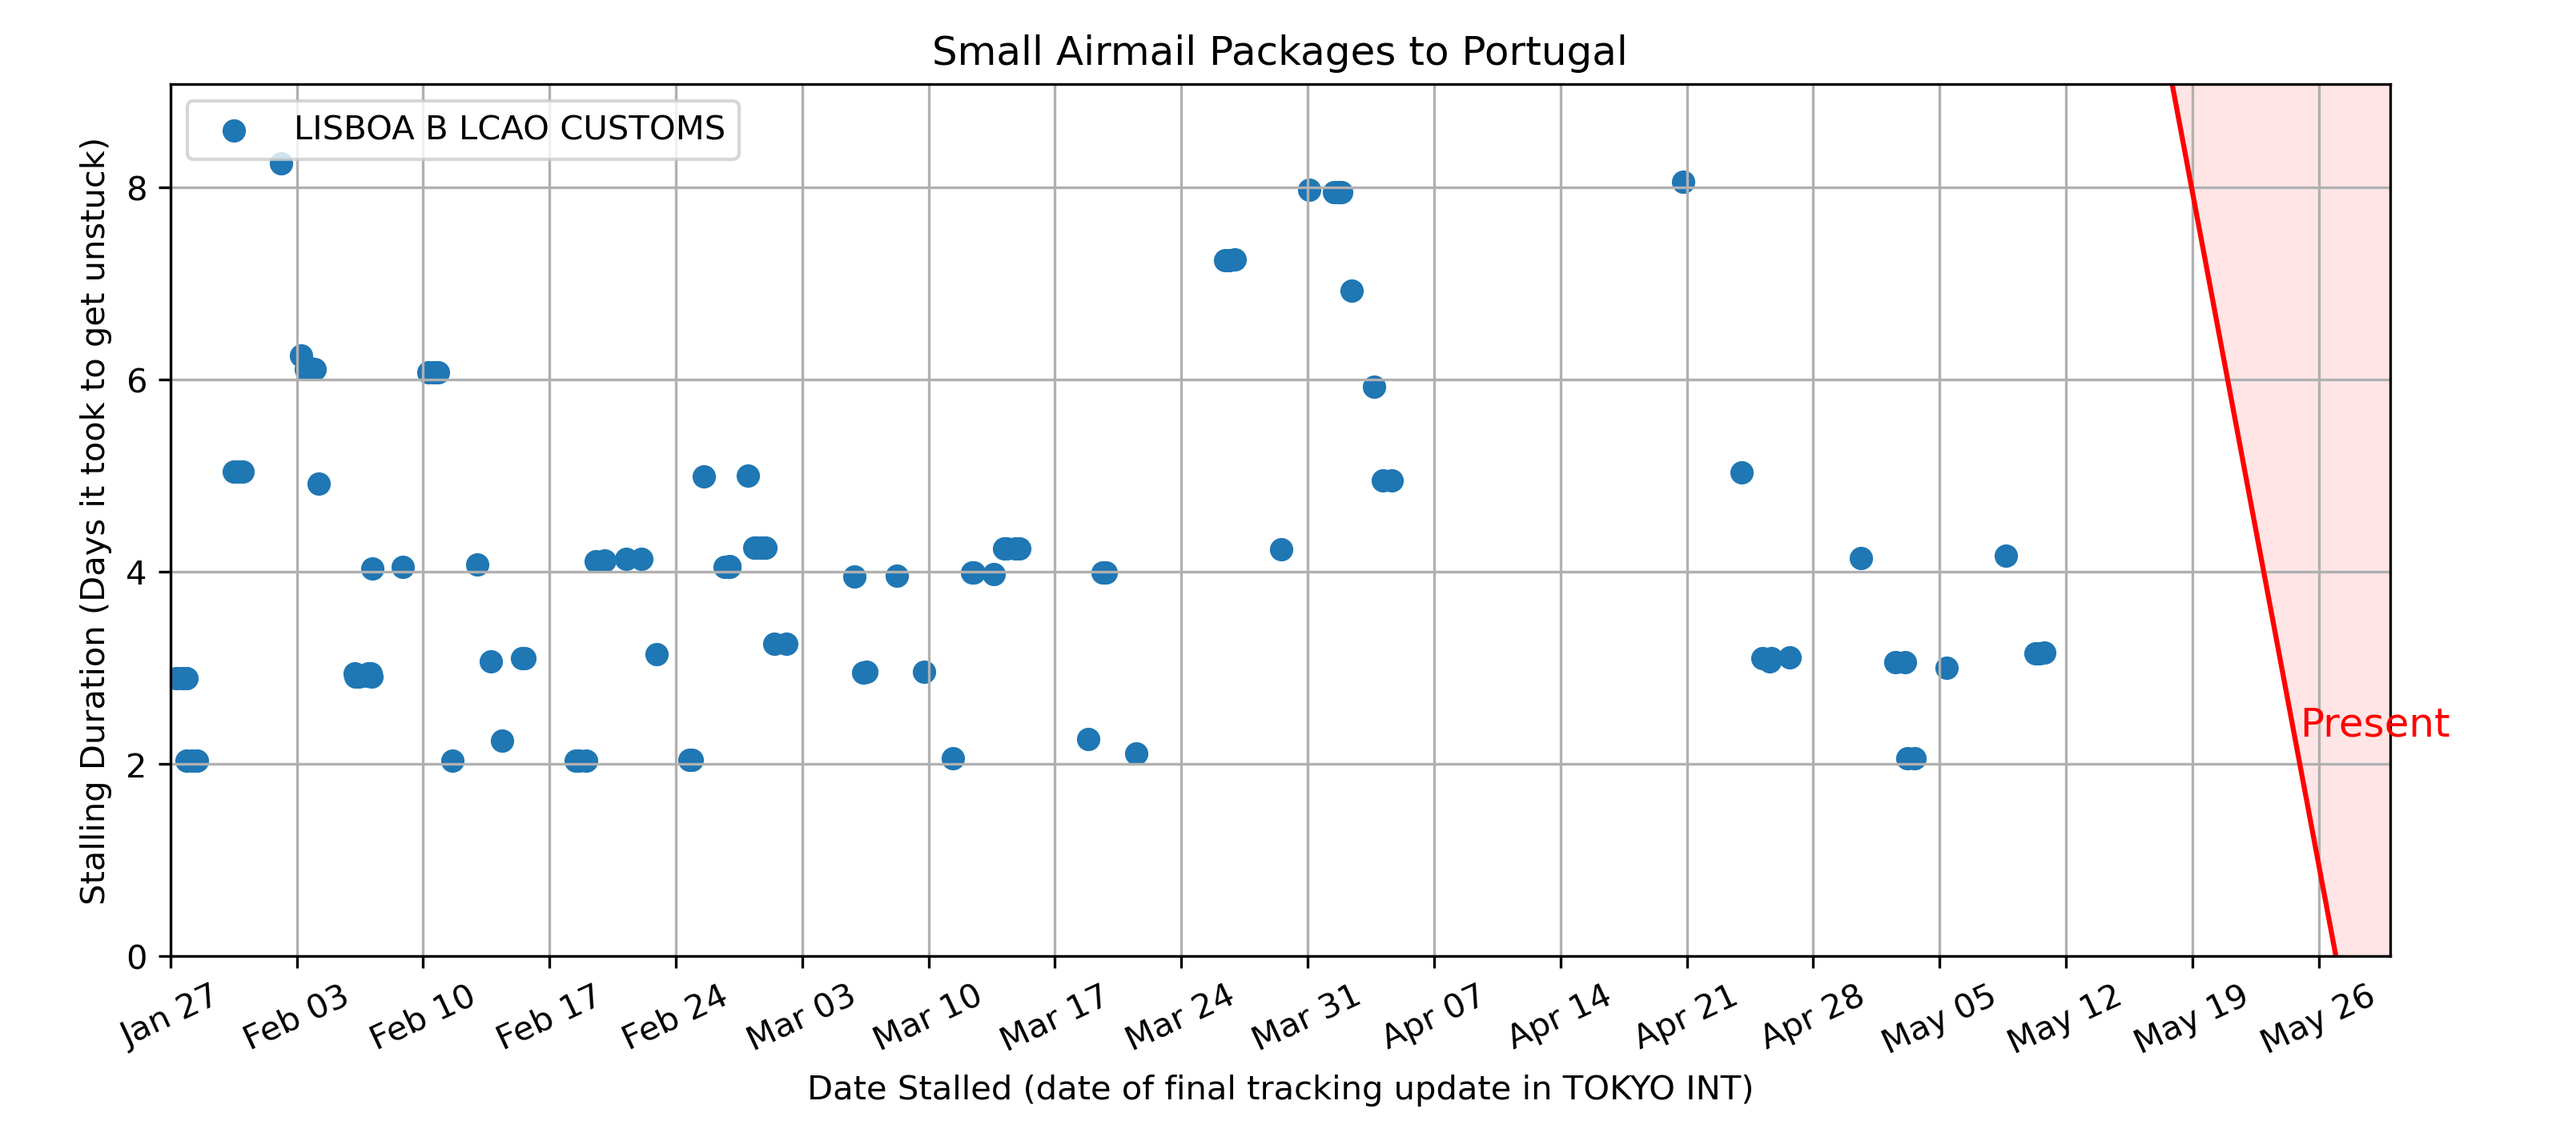 Small Airmail Packages to Portugal
LISBOA B LCAO CUSTOMS
Stalling Duration (Days it took to get unstuck)
8
6
4
2
0
Present
Jan 27
Feb 03
Feb 10
Feb 17
Feb 24
Mar 03
Mar 10
Mar 17
Mar 24
Mar 31
Apr 07
Apr 14
Apr 21
Apr 28
May 05
May 12
May 19
May 26
Date Stalled (date of final tracking update in TOKYO INT)